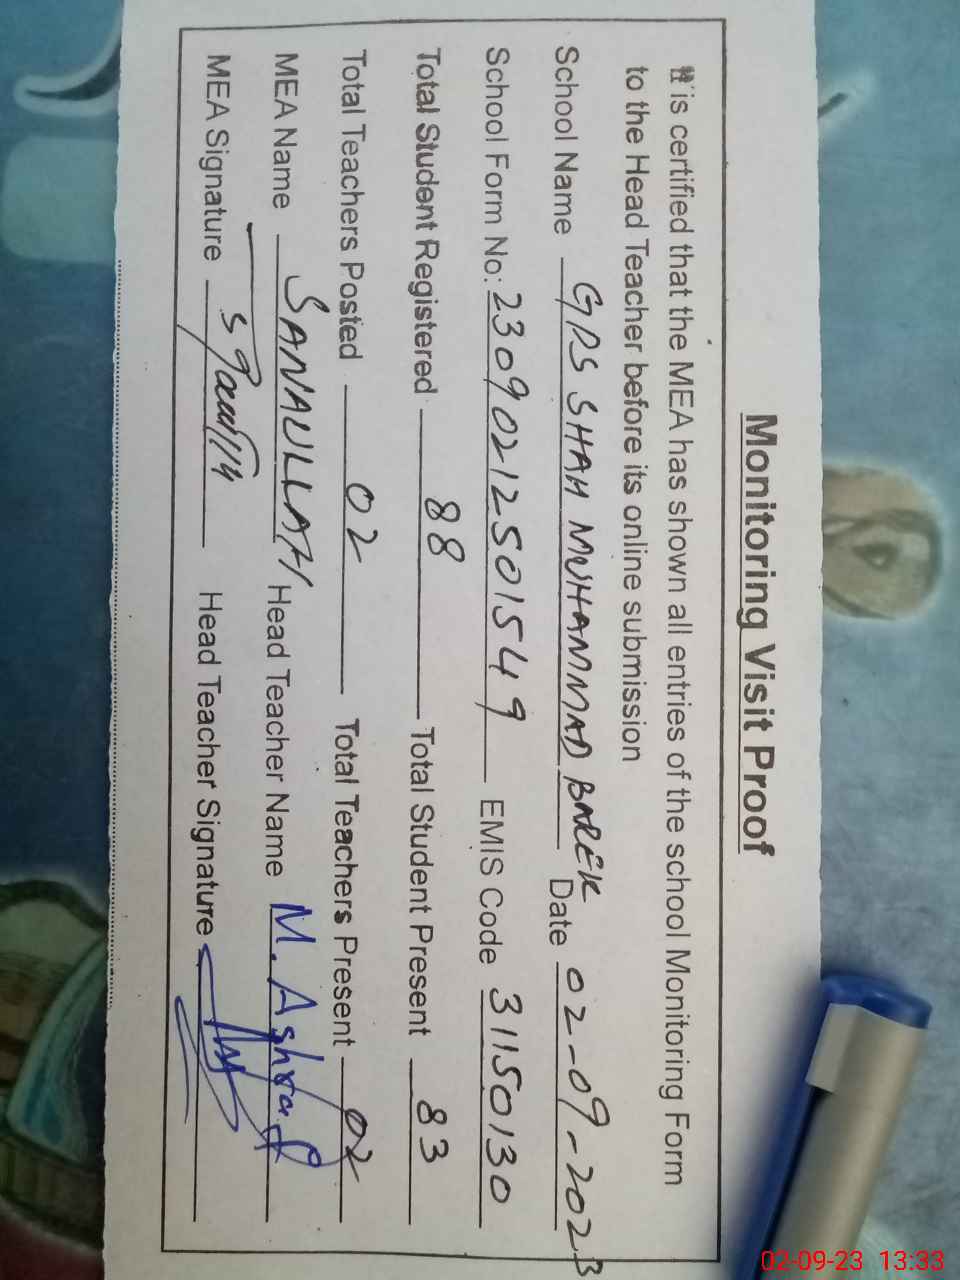 Monitoring Visit Proof
It is certified that the MEA has shown all entries of the school Monitoring Form
to the Head Teacher before its online submission
School Name GPS SHAH MUHAMMAD BAREK Date 02-09-2023
School Form No: 2309021250 1549 EMIS Code 31150130
Total Student Registered 88 Total Student Present 83
Total Teachers Posted 02 Total Teachers Present 02
MEA Name SANAULLAH Head Teacher Name M. Ashraf
MEA Signature Head Teacher Signature
02-09-23 13:33